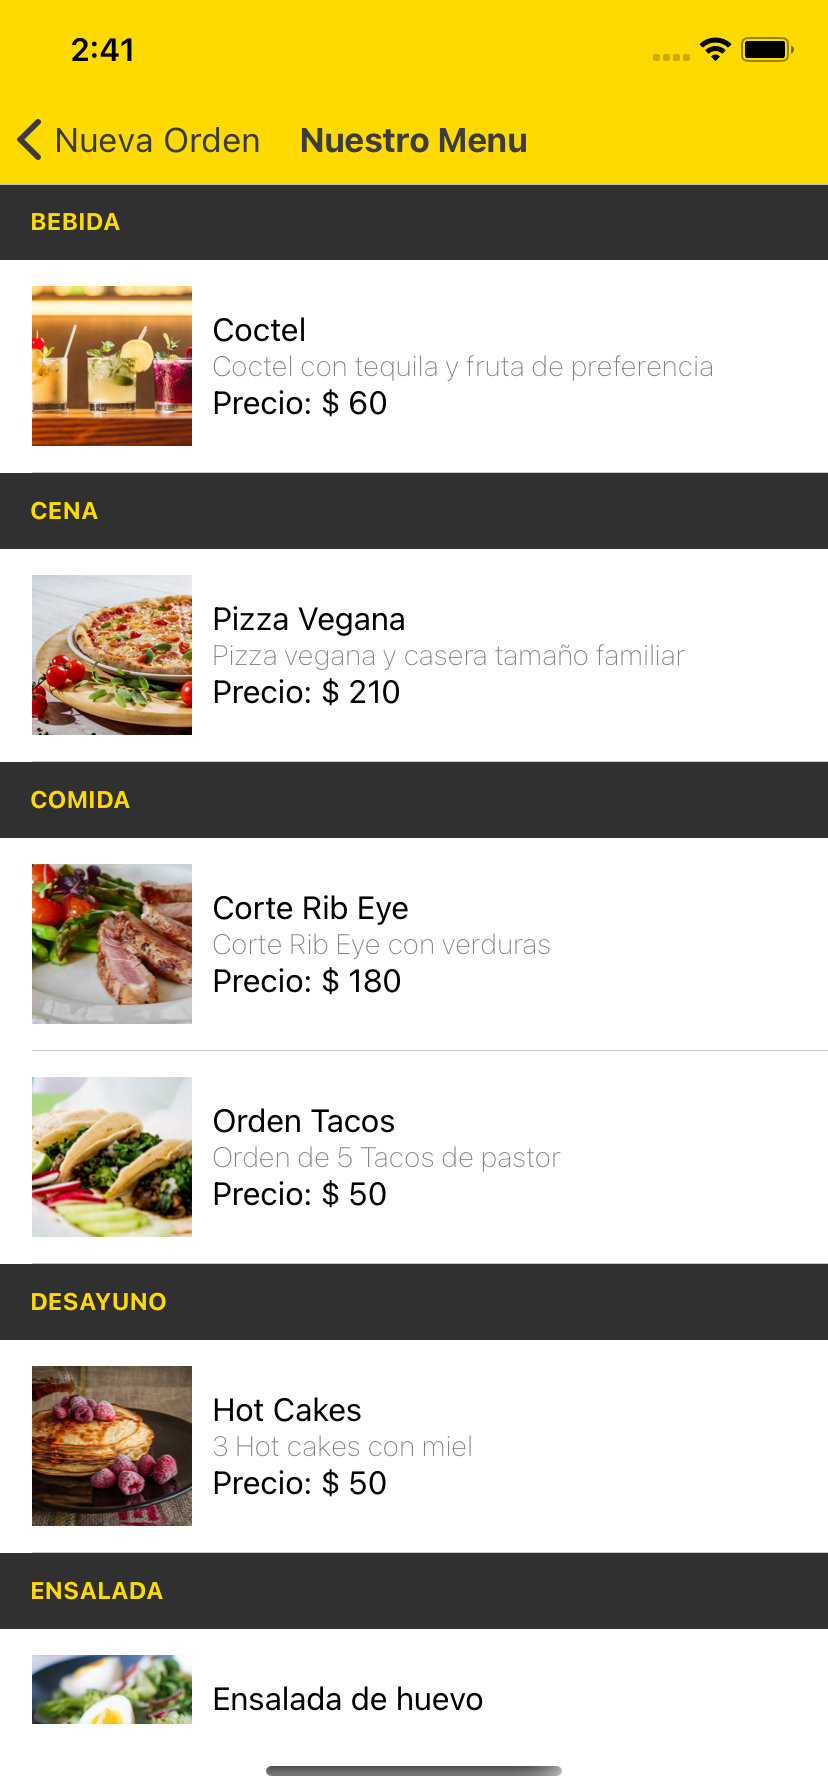 2:41
Nueva Orden
Nuestro Menu
BEBIDA
Coctel
Coctel con tequila y fruta de preferencia
Precio: $ 60
CENA
Pizza Vegana
Pizza vegana y casera tamaño familiar
Precio: $ 210
COMIDA
Corte Rib Eye
Corte Rib Eye con verduras
Precio: $ 180
Orden Tacos
Orden de 5 Tacos de pastor
Precio: $ 50
DESAYUNO
Hot Cakes
3 Hot cakes con miel
Precio: $ 50
ENSALADA
Ensalada de huevo